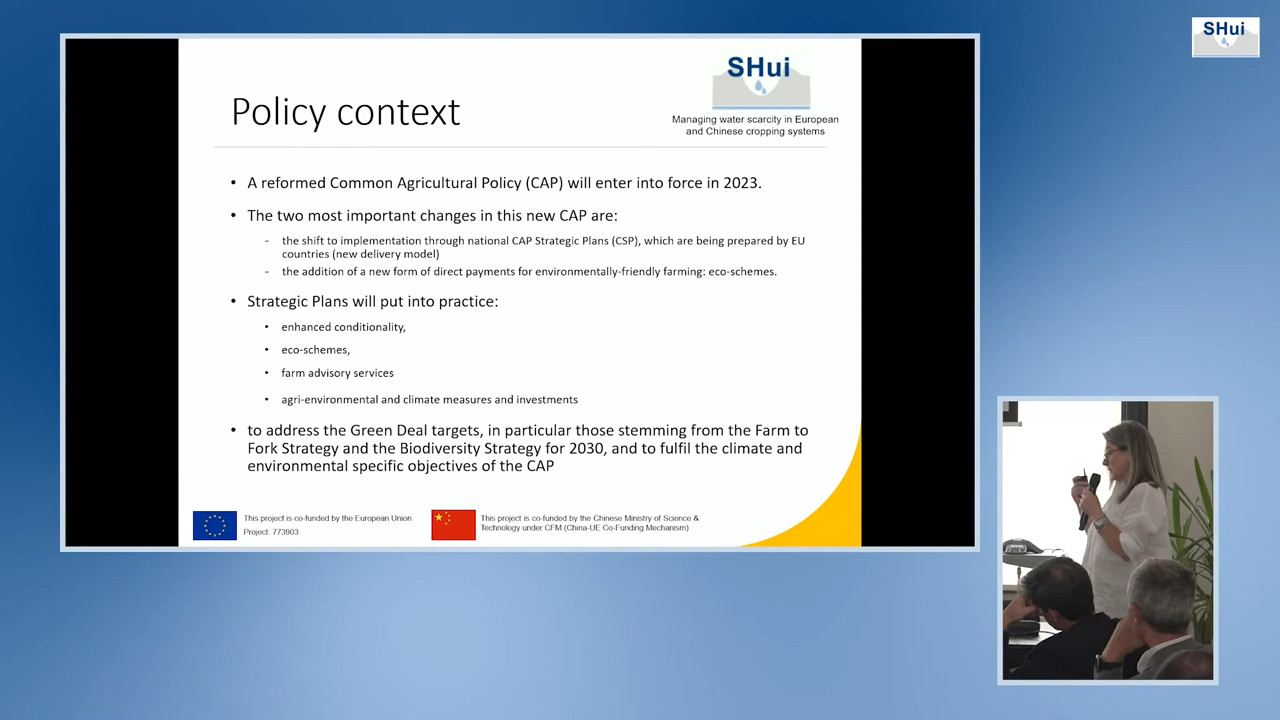 SHui
SHui
Managing water scarcity in European
and Chinese cropping systems
Policy context
• A reformed Common Agricultural Policy (CAP) will enter into force in 2023.
• The two most important changes in this new CAP are:
- the shift to implementation through national CAP Strategic Plans (CSP), which are being prepared by EU
countries (new delivery model)
- the addition of a new form of direct payments for environmentally-friendly farming: eco-schemes.
• Strategic Plans will put into practice:
• enhanced conditionality,
• eco-schemes,
• farm advisory services
• agri-environmental and climate measures and investments
• to address the Green Deal targets, in particular those stemming from the Farm to
Fork Strategy and the Biodiversity Strategy for 2030, and to fulfil the climate and
environmental specific objectives of the CAP
This project is co-funded by the European Union
Project: 773903
This project is co-funded by the Chinese Ministry of Science &
Technology under CFM (China-UE Co-Funding Mechanism)